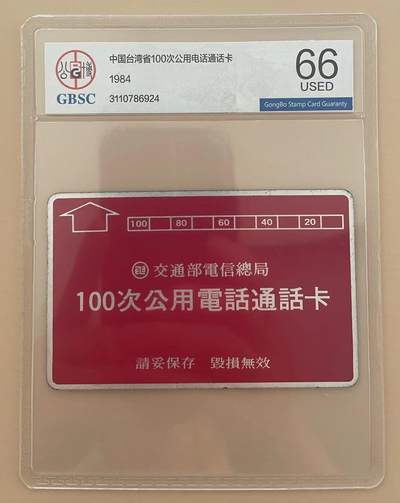 中国台湾省100次公用电话通话卡
1984
3110786924
公 博
GBSC
66
USED
GongBo Stamp Card Guaranty
100 80 60 40 20
交通部電信總局
100次公用電話通話卡
請妥保存 毀損無效